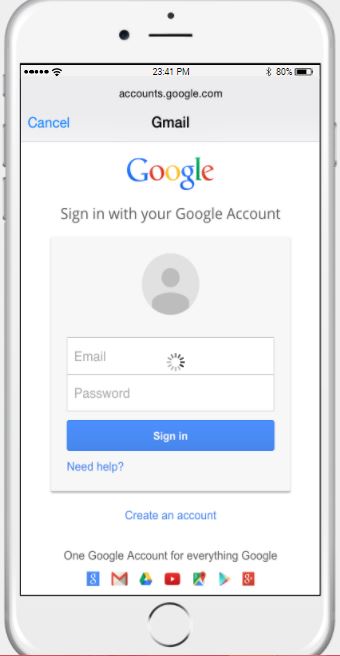 23:41 PM
80%
accounts.google.com
Cancel
Gmail
Google
Sign in with your Google Account
Email
Password
Sign in
Need help?
Create an account
One Google Account for everything Google